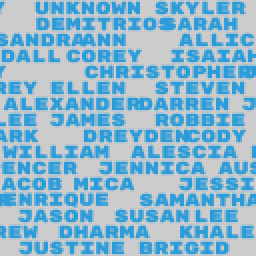 Y UNKNOWN SKYLER
DEMITRIOS SARAH
SANDRA ANN ALLIC
DALL COREY ISAIAH
Y CHRISTOPHER
REY ELLEN STEVEN
ALEXANDER DARREN J
LEE JAMES ROBBIE
ARK DREYDEN CODY
WILLIAM ALESCIA
ENCER JENNICA AUS
ACOB MICA JESSI
ENRIQUE SAMANTHA
JASON SUSAN LEE
REW DHARMA KHALE
JUSTINE BRIGID